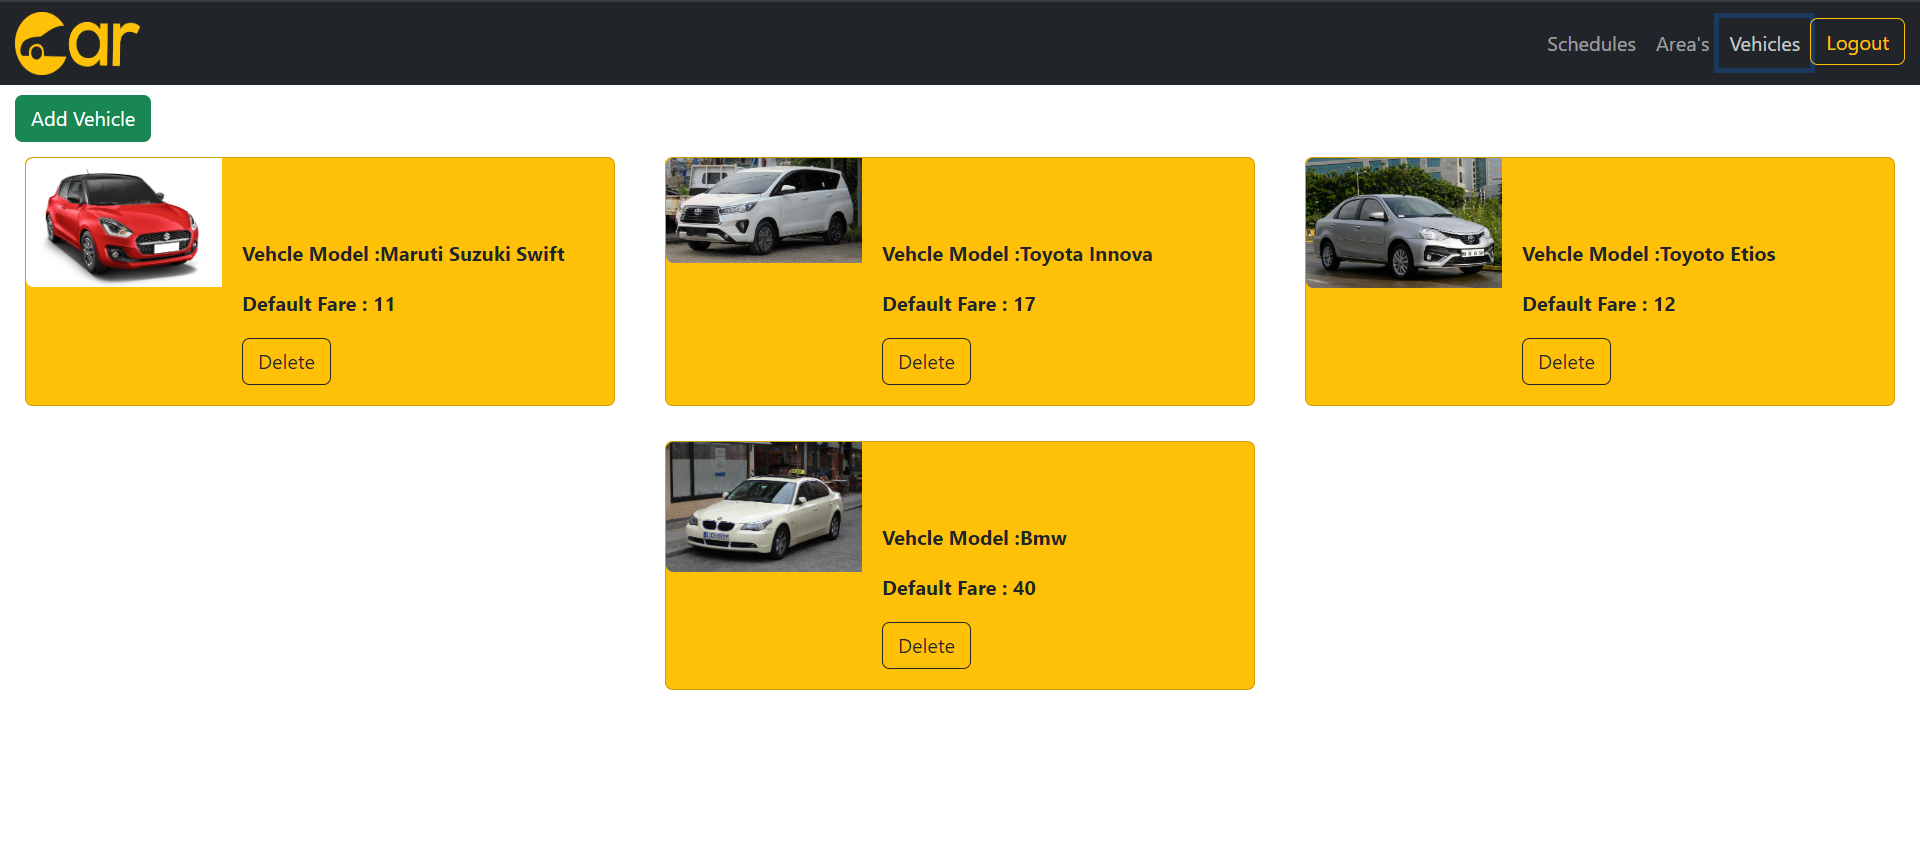 Car
Schedules Area's Vehicles Logout
Add Vehicle
Vehcle Model :Maruti Suzuki Swift
Default Fare : 11
Delete
Vehcle Model :Toyota Innova
Default Fare : 17
Delete
Vehcle Model :Toyoto Etios
Default Fare : 12
Delete
Vehcle Model :Bmw
Default Fare : 40
Delete